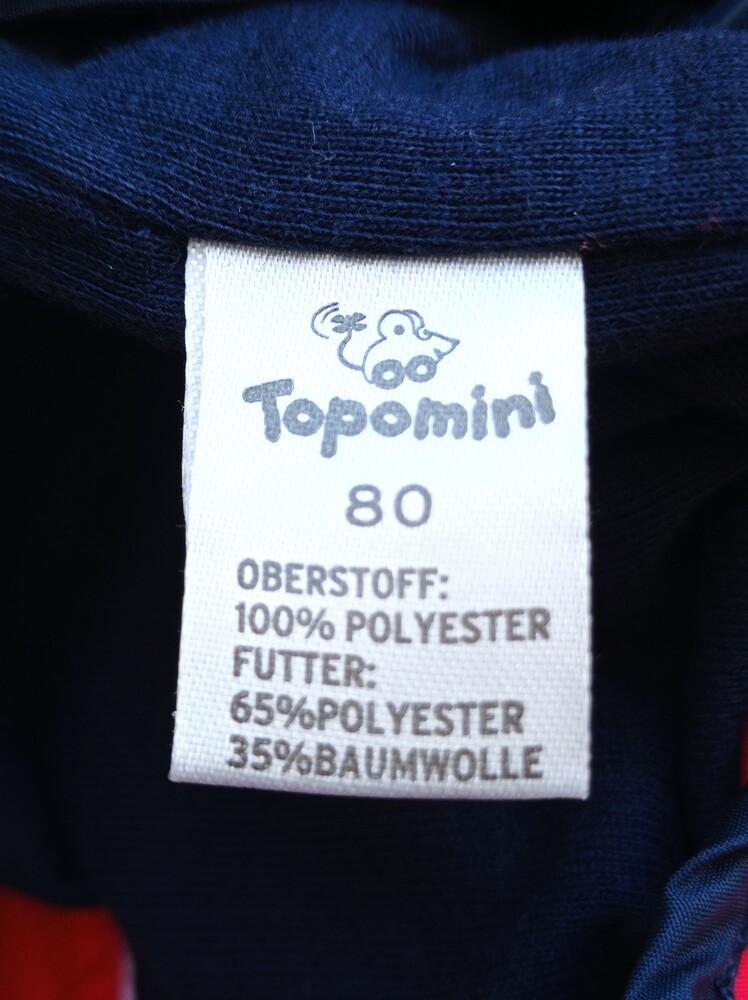 Topomini
80
OBERSTOFF:
100% POLYESTER
FUTTER:
65%POLYESTER
35%BAUMWOLLE